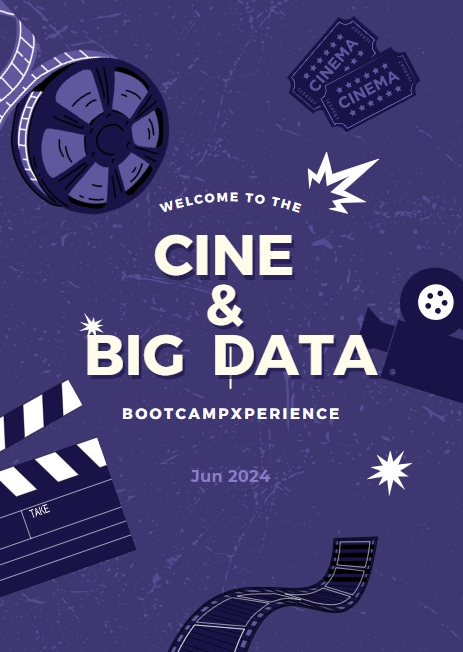 CINEMA
CINEMA
WELCOME TO THE
CINE
&
BIG DATA
BOOTCAMPXPERIENCE
Jun 2024
TAKE